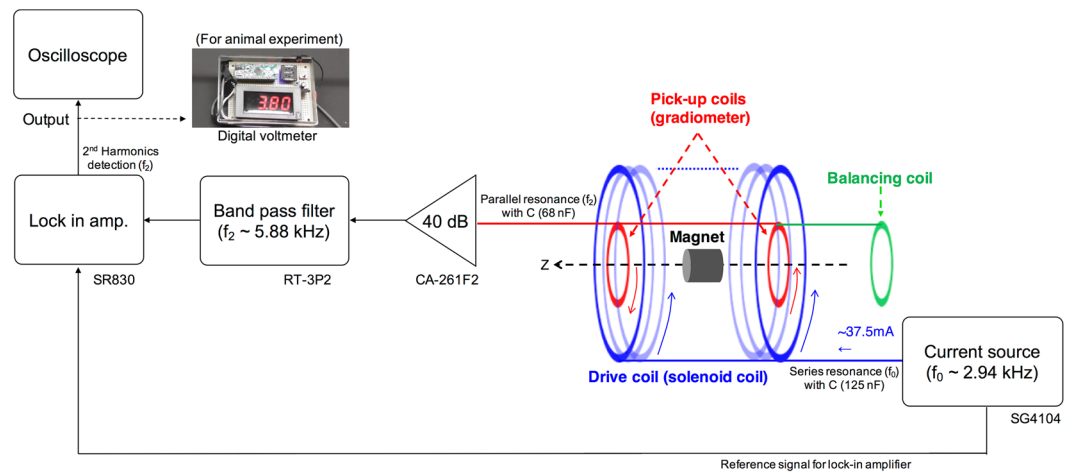 Oscilloscope
(For animal experiment)
3.80
Digital voltmeter
Output
2nd Harmonics
detection (f2)
Lock in amp.
SR830
Band pass filter
(f2 ~ 5.88 kHz)
RT-3P2
40 dB
CA-261F2
Parallel resonance (f2)
with C (68 nF)
Pick-up coils
(gradiometer)
Balancing coil
Magnet
Z
~37.5mA
Drive coil (solenoid coil)
Series resonance (f0)
with C (125 nF)
Current source
(f0 ~ 2.94 kHz)
SG4104
Reference signal for lock-in amplifier